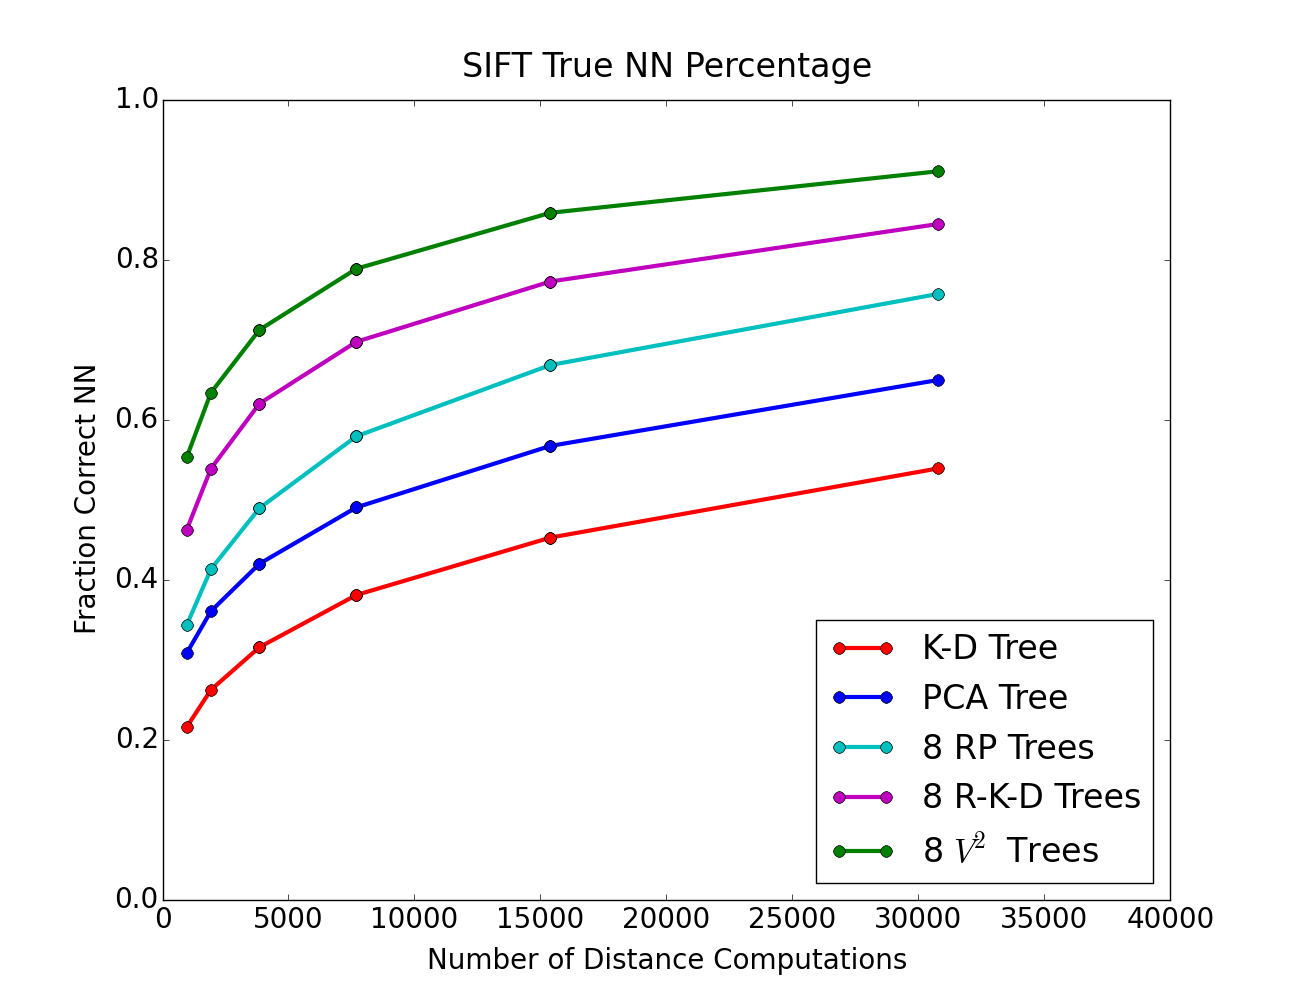 SIFT True NN Percentage
1.0
0.8
0.6
0.4
0.2
0.0
Fraction Correct NN
K-D Tree
PCA Tree
8 RP Trees
8 R-K-D Trees
8 V² Trees
0 5000 10000 15000 20000 25000 30000 35000 40000
Number of Distance Computations